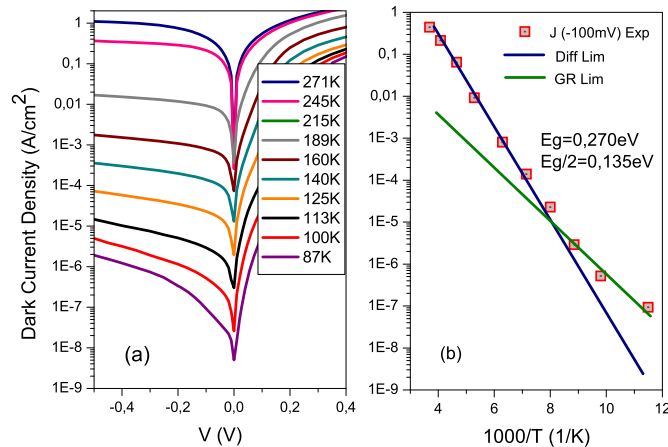 1
0,1
0,01
1E-3
1E-4
1E-5
1E-6
1E-7
1E-8
1E-9
Dark Current Density (A/cm²)
271K
245K
215K
189K
160K
140K
125K
113K
100K
87K
(a)
-0,4
-0,2
0,0
0,2
0,4
V (V)
1
0,1
0,01
1E-3
1E-4
1E-5
1E-6
1E-7
1E-8
1E-9
J (-100mV) Exp
Diff Lim
GR Lim
Eg=0,270eV
Eg/2=0,135eV
(b)
4
6
8
10
12
1000/T (1/K)